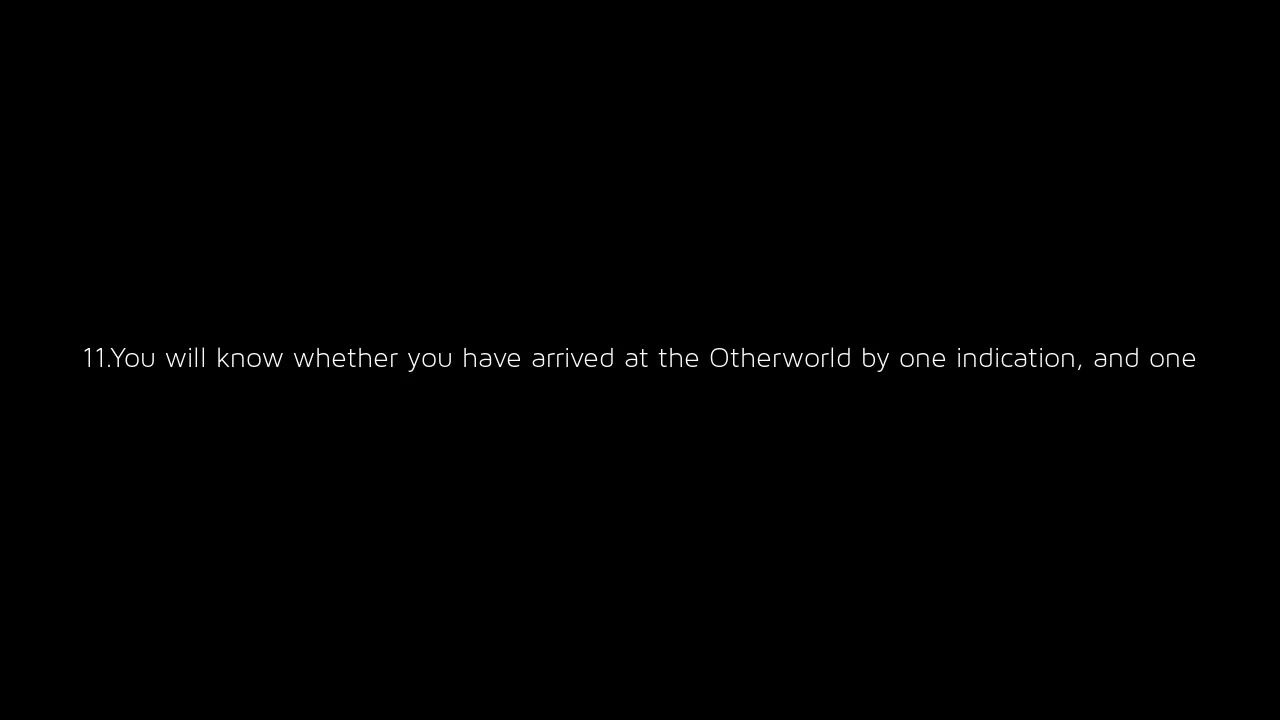 11.You will know whether you have arrived at the Otherworld by one indication, and one